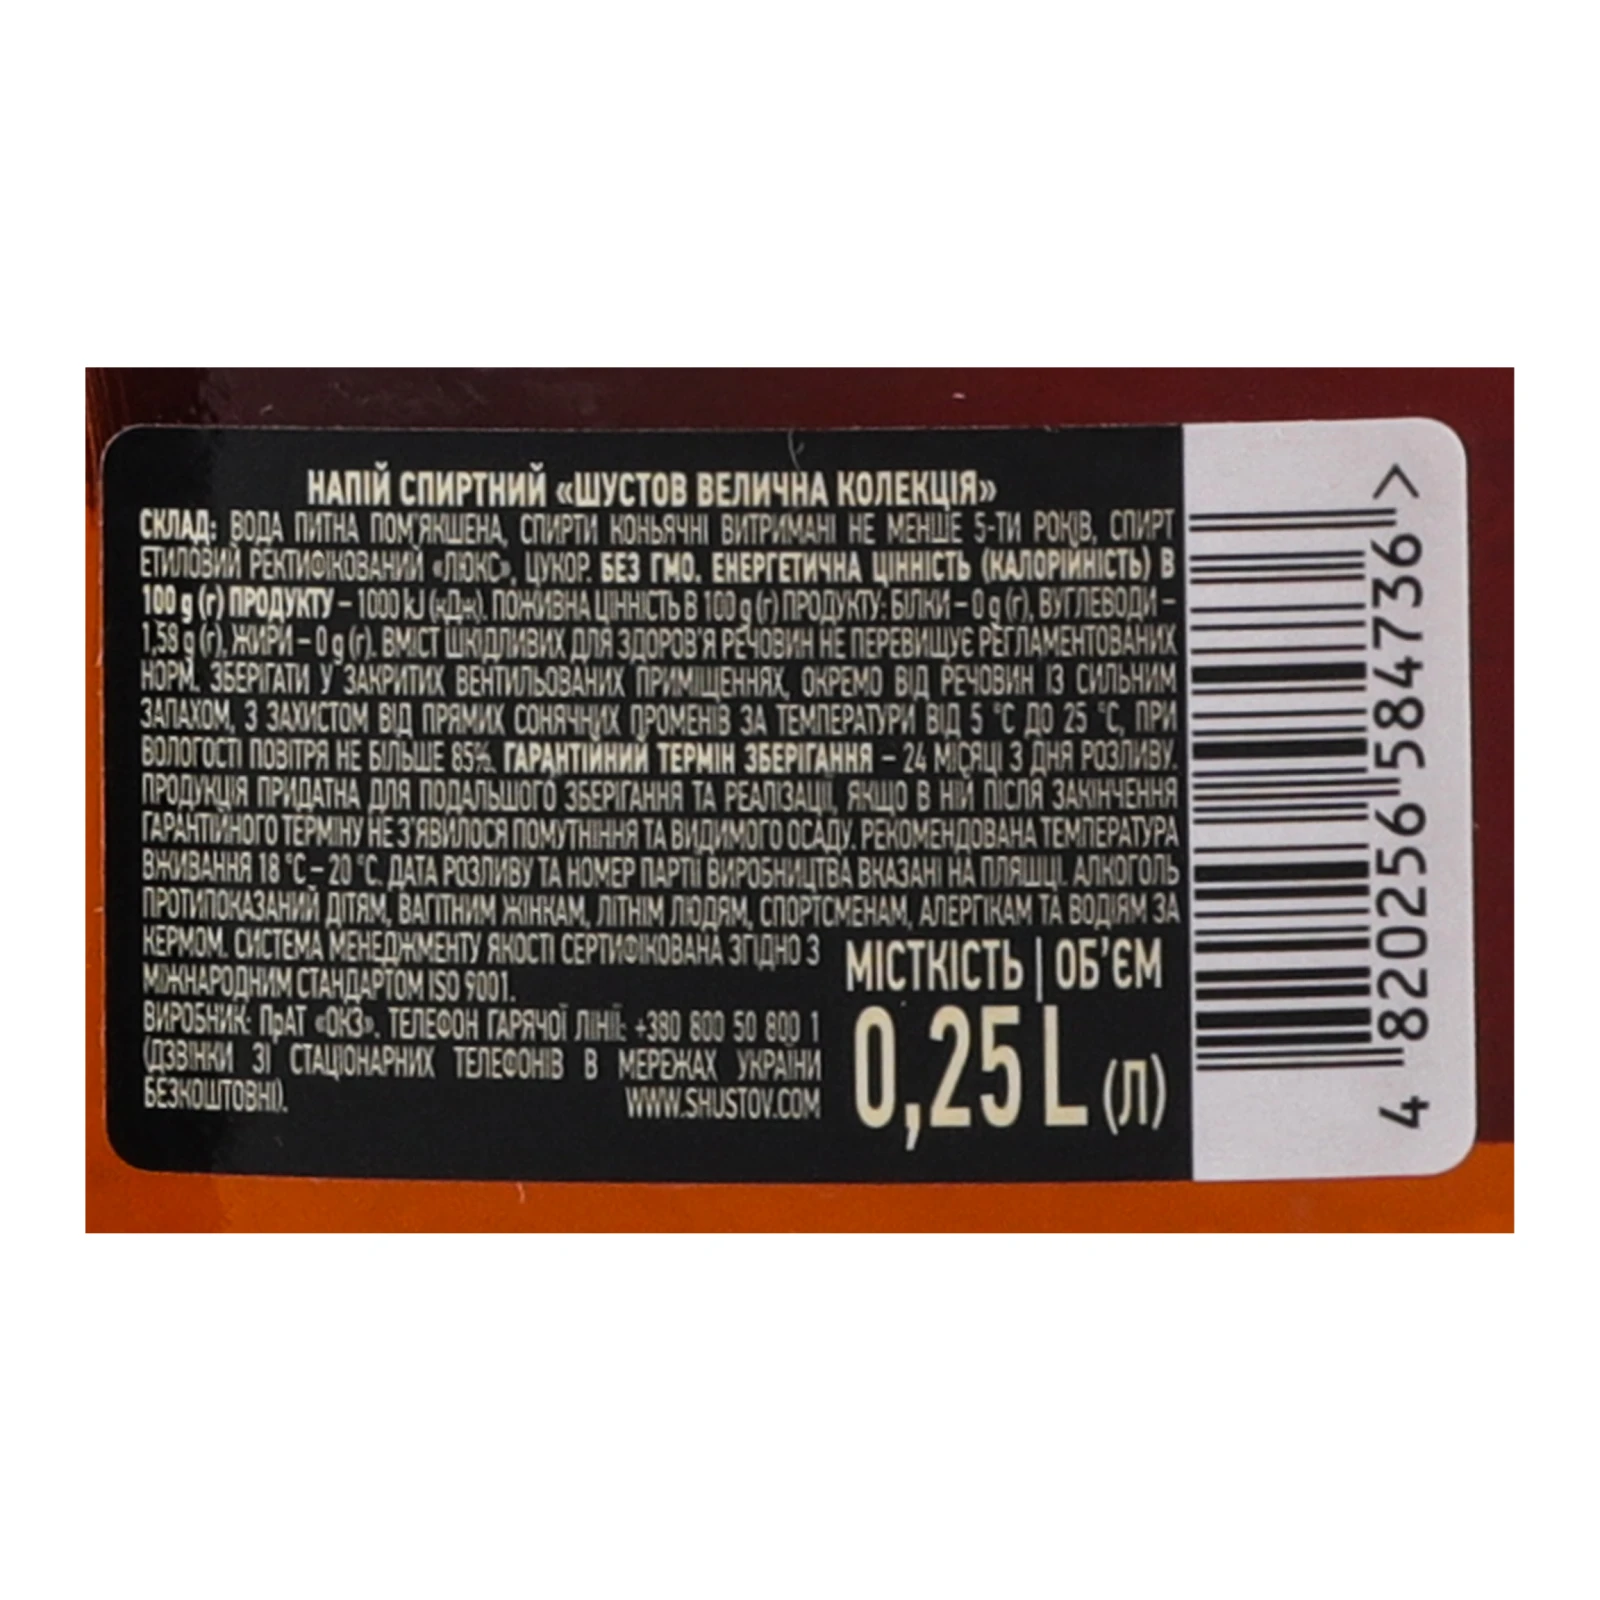 НАПІЙ СПИРТНИЙ «ШУСТОВ ВЕЛИЧНА КОЛЕКЦІЯ»
СКЛАД: ВОДА ПИТНА ПОМ'ЯКШЕНА, СПИРТИ КОНЬЯЧНІ ВИТРИМАНІ НЕ МЕНШЕ 5-ТИ РОКІВ, СПИРТ
ЕТИЛОВИЙ РЕКТИФІКОВАНИЙ «ЛЮКС», ЦУКОР. БЕЗ ГМО. ЕНЕРГЕТИЧНА ЦІННІСТЬ (КАЛОРІЙНІСТЬ) В
100 g (г) ПРОДУКТУ – 1000 kJ (кДж). ПОЖИВНА ЦІННІСТЬ В 100 g (г) ПРОДУКТУ: БІЛКИ – 0 g (г), ВУГЛЕВОДИ –
1,58 g (г), ЖИРИ – 0 g (г). ВМІСТ ШКІДЛИВИХ ДЛЯ ЗДОРОВ'Я РЕЧОВИН НЕ ПЕРЕВИЩУЄ РЕГЛАМЕНТОВАНИХ
НОРМ. ЗБЕРІГАТИ У ЗАКРИТИХ ВЕНТИЛЬОВАНИХ ПРИМІЩЕННЯХ, ОКРЕМО ВІД РЕЧОВИН ІЗ СИЛЬНИМ
ЗАПАХОМ, З ЗАХИСТОМ ВІД ПРЯМИХ СОНЯЧНИХ ПРОМЕНІВ ЗА ТЕМПЕРАТУРИ ВІД 5 °С ДО 25 °С, ПРИ
ВОЛОГОСТІ ПОВІТРЯ НЕ БІЛЬШЕ 85%. ГАРАНТІЙНИЙ ТЕРМІН ЗБЕРІГАННЯ – 24 МІСЯЦІ З ДНЯ РОЗЛИВУ.
ПРОДУКЦІЯ ПРИДАТНА ДЛЯ ПОДАЛЬШОГО ЗБЕРІГАННЯ ТА РЕАЛІЗАЦІЇ, ЯКЩО В НІЙ ПІСЛЯ ЗАКІНЧЕННЯ
ГАРАНТІЙНОГО ТЕРМІНУ НЕ З'ЯВИЛОСЯ ПОМУТНІННЯ ТА ВИДИМОГО ОСАДУ. РЕКОМЕНДОВАНА ТЕМПЕРАТУРА
ВЖИВАННЯ 18 °С – 20 °С. ДАТА РОЗЛИВУ ТА НОМЕР ПАРТІЇ ВИРОБНИЦТВА ВКАЗАНІ НА ПЛЯШЦІ. АЛКОГОЛЬ
ПРОТИПОКАЗАНИЙ ДІТЯМ, ВАГІТНИМ ЖІНКАМ, ЛІТНІМ ЛЮДЯМ, СПОРТСМЕНАМ, АЛЕРГІКАМ ТА ВОДІЯМ ЗА
КЕРМОМ. СИСТЕМА МЕНЕДЖМЕНТУ ЯКОСТІ СЕРТИФІКОВАНА ЗГІДНО З
МІЖНАРОДНИМ СТАНДАРТОМ ISO 9001.
ВИРОБНИК: ПрАТ «ОКЗ». ТЕЛЕФОН ГАРЯЧОЇ ЛІНІЇ: +380 800 50 800 1
(ДЗВІНКИ ЗІ СТАЦІОНАРНИХ ТЕЛЕФОНІВ В МЕРЕЖАХ УКРАЇНИ
БЕЗКОШТОВНІ). WWW.SHUSTOV.COM
МІСТКІСТЬ | ОБ'ЄМ
0,25 L (л)
4 820256 584736 >